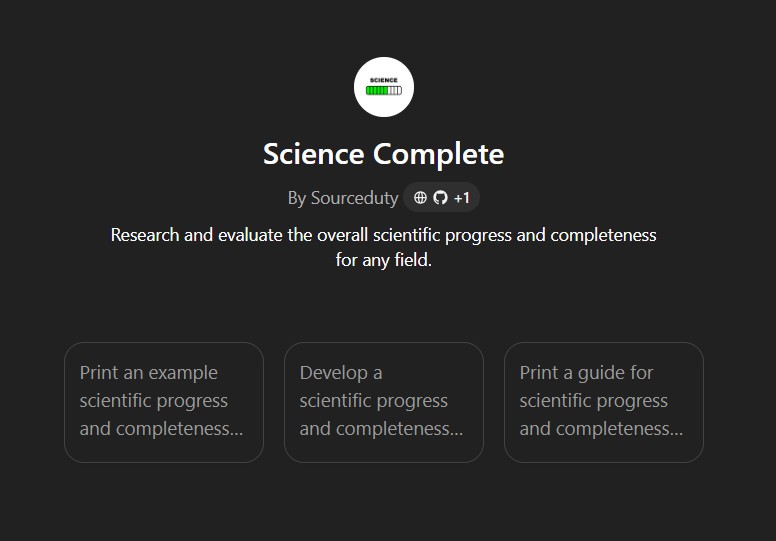 SCIENCE
Science Complete
By Sourceduty +1
Research and evaluate the overall scientific progress and completeness
for any field.
Print an example
scientific progress
and completeness...
Develop a
scientific progress
and completeness...
Print a guide for
scientific progress
and completeness...